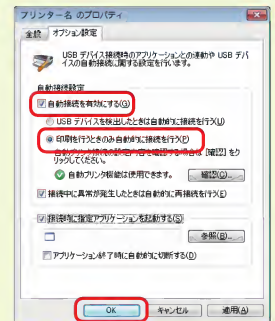 プリンター名 のプロパティ
全般 オプション設定
USB デバイス接続時のアプリケーションとの連動や USB デバ
イスの自動接続に関する設定を行います。
自動接続設定
自動接続を有効にする(G)
USB デバイスを検出したときは自動的に接続を行う(U)
印刷を行うときのみ自動的に接続を行う(P)
リックしてください。
自動プリント機能は使用できます。 確認(C)...
接続中に異常が発生したときは自動的に再接続を行う(E)
接続時に指定アプリケーションを起動する(S)
参照(B)...
アプリケーション終了時に自動的に切断する(D)
OK キャンセル 適用(A)